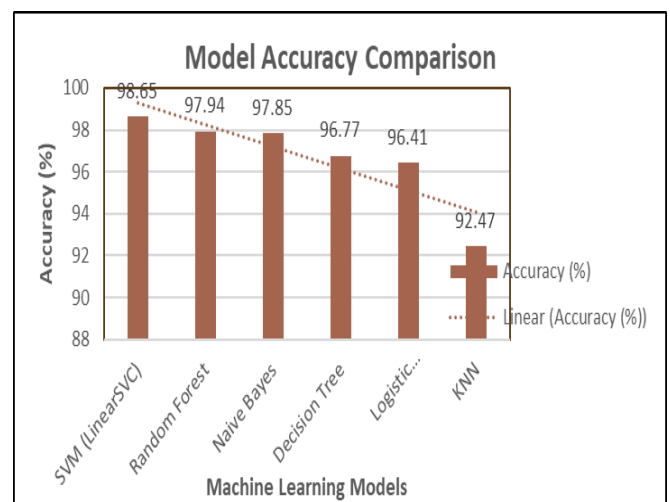 Model Accuracy Comparison
100
98
96
94
92
90
88
Accuracy (%)
98.65
97.94
97.85
96.77
96.41
92.47
Accuracy (%)
Linear (Accuracy (%))
SVM (LinearSVC)
Random Forest
Naive Bayes
Decision Tree
Logistic...
KNN
Machine Learning Models